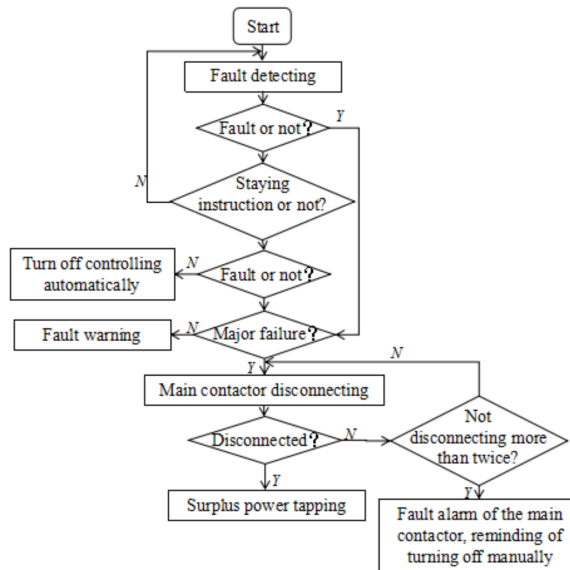 Start
Fault detecting
Fault or not?
Y
N
Staying
instruction or not?
Turn off controlling
automatically
N
Fault or not?
Fault warning
N
Major failure?
N
Y
Main contactor disconnecting
Not
disconnecting more
than twice?
Disconnected?
N
Y
Y
Surplus power tapping
Fault alarm of the main
contactor, reminding of
turning off manually